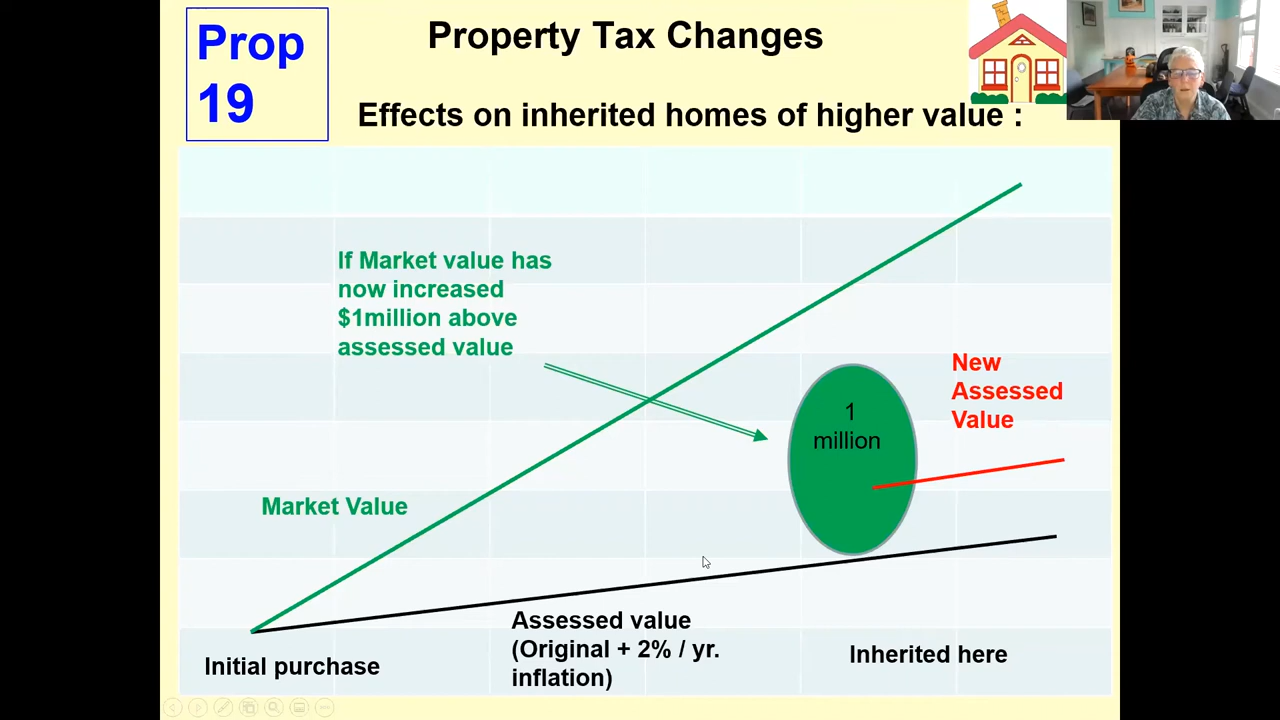 Prop
19
Property Tax Changes
Effects on inherited homes of higher value :
If Market value has
now increased
$1million above
assessed value
1
million
New
Assessed
Value
Market Value
Assessed value
(Original + 2% / yr.
inflation)
Initial purchase
Inherited here